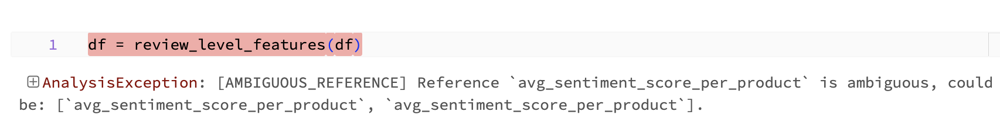 1 df = review_level_features(df)
AnalysisException: [AMBIGUOUS_REFERENCE] Reference `avg_sentiment_score_per_product` is ambiguous, could
be: [`avg_sentiment_score_per_product`, `avg_sentiment_score_per_product`].